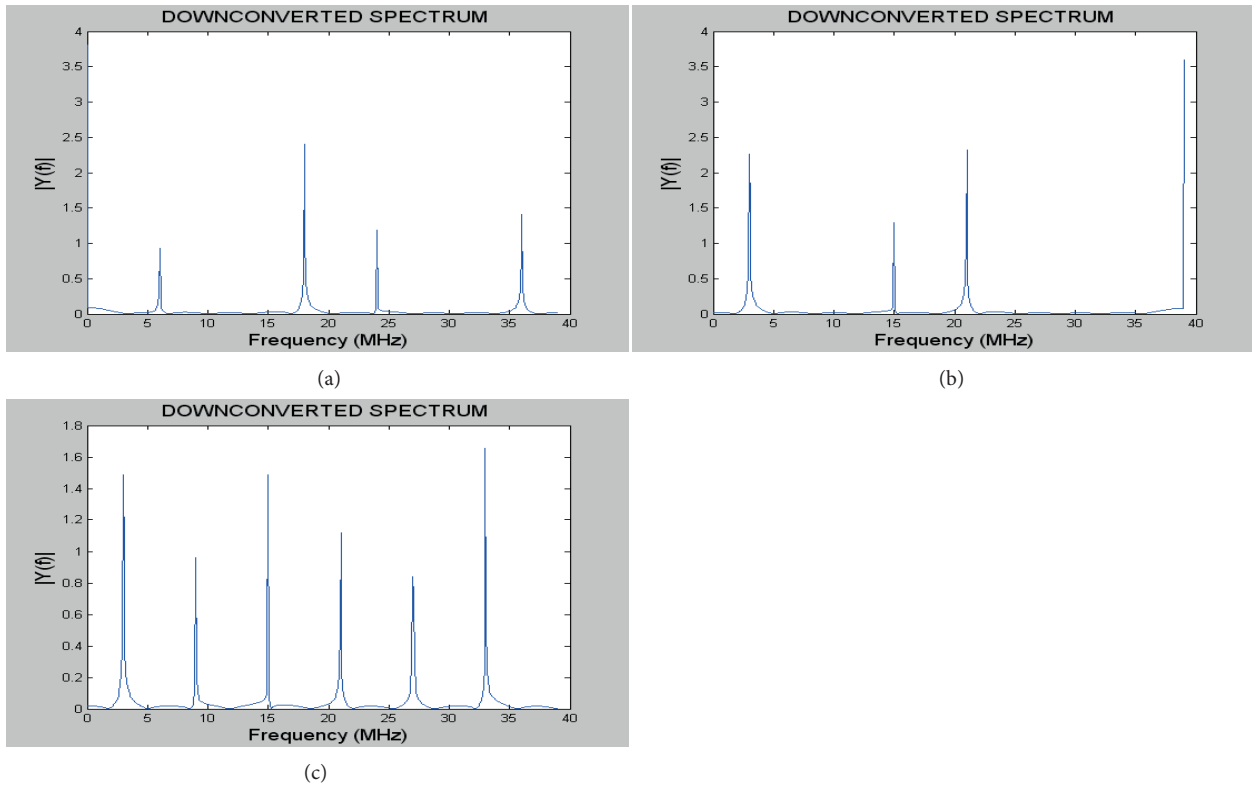 DOWNCONVERTED SPECTRUM
4
3.5
3
2.5
2
1.5
1
0.5
0
|Y(f)|
0 5 10 15 20 25 30 35 40
Frequency (MHz)
(a)
DOWNCONVERTED SPECTRUM
4
3.5
3
2.5
2
1.5
1
0.5
0
|Y(f)|
0 5 10 15 20 25 30 35 40
Frequency (MHz)
(b)
DOWNCONVERTED SPECTRUM
1.8
1.6
1.4
1.2
1
0.8
0.6
0.4
0.2
0
|Y(f)|
0 5 10 15 20 25 30 35 40
Frequency (MHz)
(c)